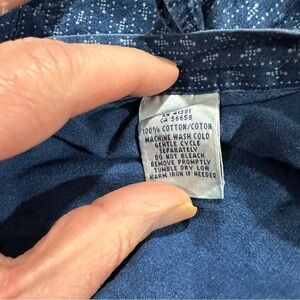 RN 41381
CA 56658
100% COTTON/COTON
MACHINE WASH COLD
GENTLE CYCLE
SEPARATELY
DO NOT BLEACH
REMOVE PROMPTLY
TUMBLE DRY LOW
WARM IRON IF NEEDED